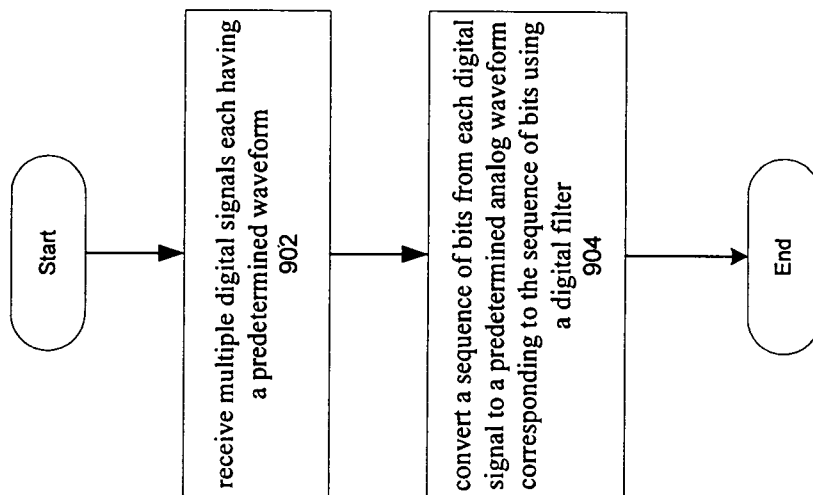 Start
receive multiple digital signals each having
a predetermined waveform
902
convert a sequence of bits from each digital
signal to a predetermined analog waveform
corresponding to the sequence of bits using
a digital filter
904
End